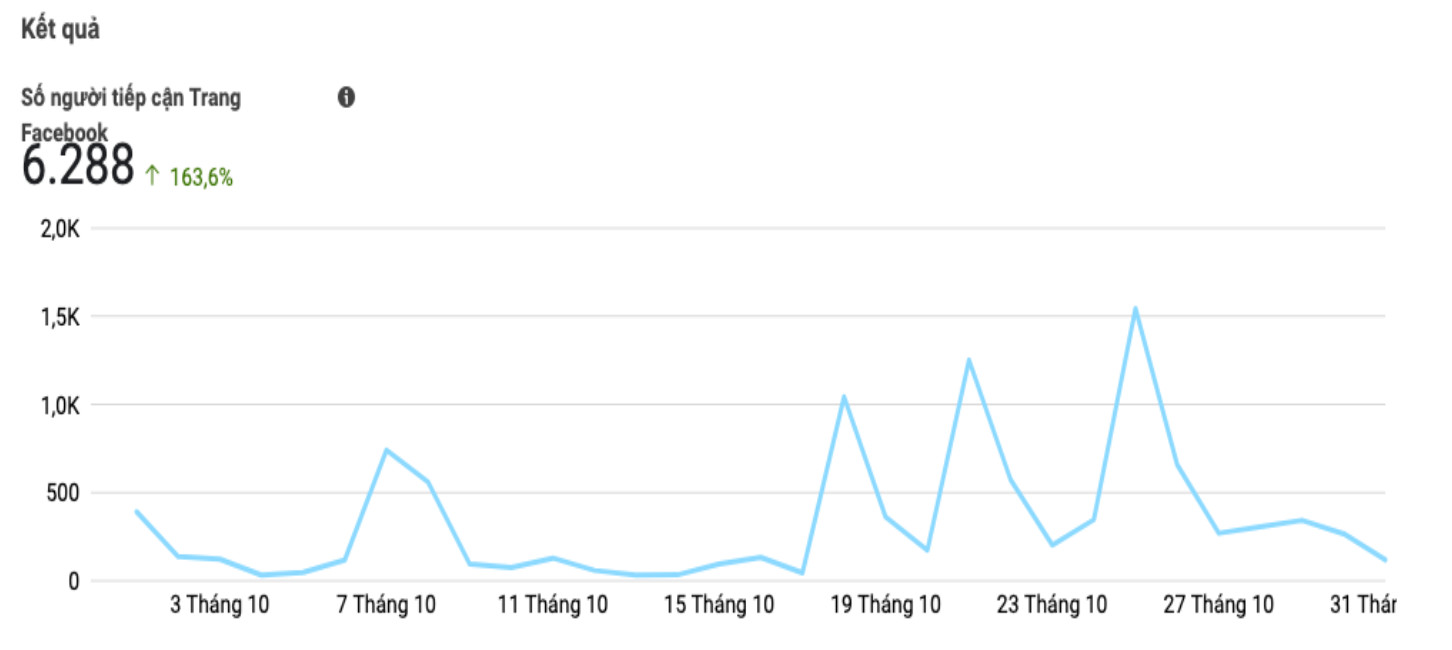 Kết quả
Số người tiếp cận Trang
Facebook
6.288 ↑ 163,6%
2,0K
1,5K
1,0K
500
0
3 Tháng 10 7 Tháng 10 11 Tháng 10 15 Tháng 10 19 Tháng 10 23 Tháng 10 27 Tháng 10 31 Thár